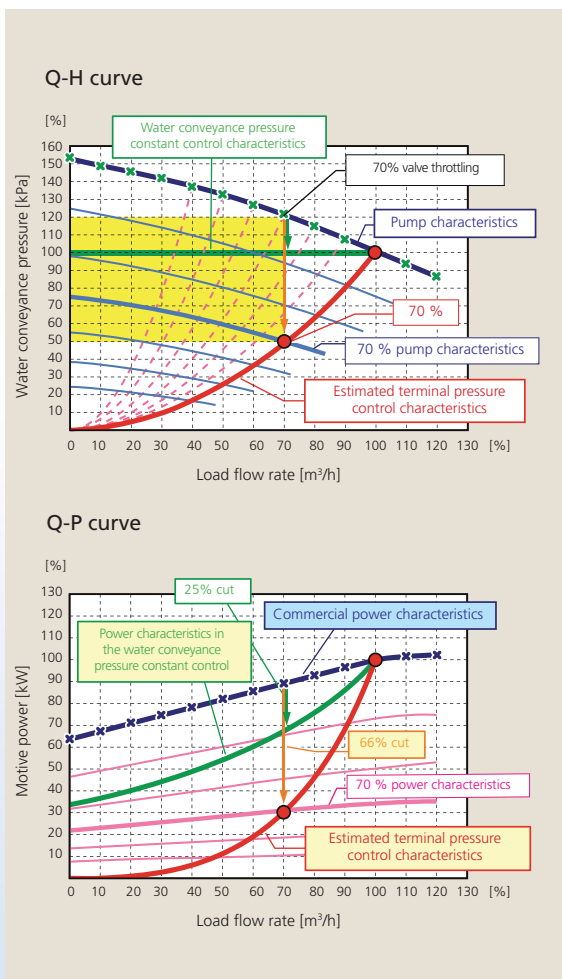 Q-H curve
[%]
Water conveyance pressure
constant control characteristics
160
150
140
130
120
110
100
90
80
70
60
50
40
30
20
10
Water conveyance pressure [kPa]
70% valve throttling
Pump characteristics
70 %
70 % pump characteristics
Estimated terminal pressure
control characteristics
0 10 20 30 40 50 60 70 80 90 100 110 120 130 [%]
Load flow rate [m³/h]
Q-P curve
[%]
130
120
110
100
90
80
70
60
50
40
30
20
10
Motive power [kW]
25% cut
Commercial power characteristics
Power characteristics in
the water conveyance
pressure constant control
66% cut
70 % power characteristics
Estimated terminal pressure
control characteristics
0 10 20 30 40 50 60 70 80 90 100 110 120 130 [%]
Load flow rate [m³/h]